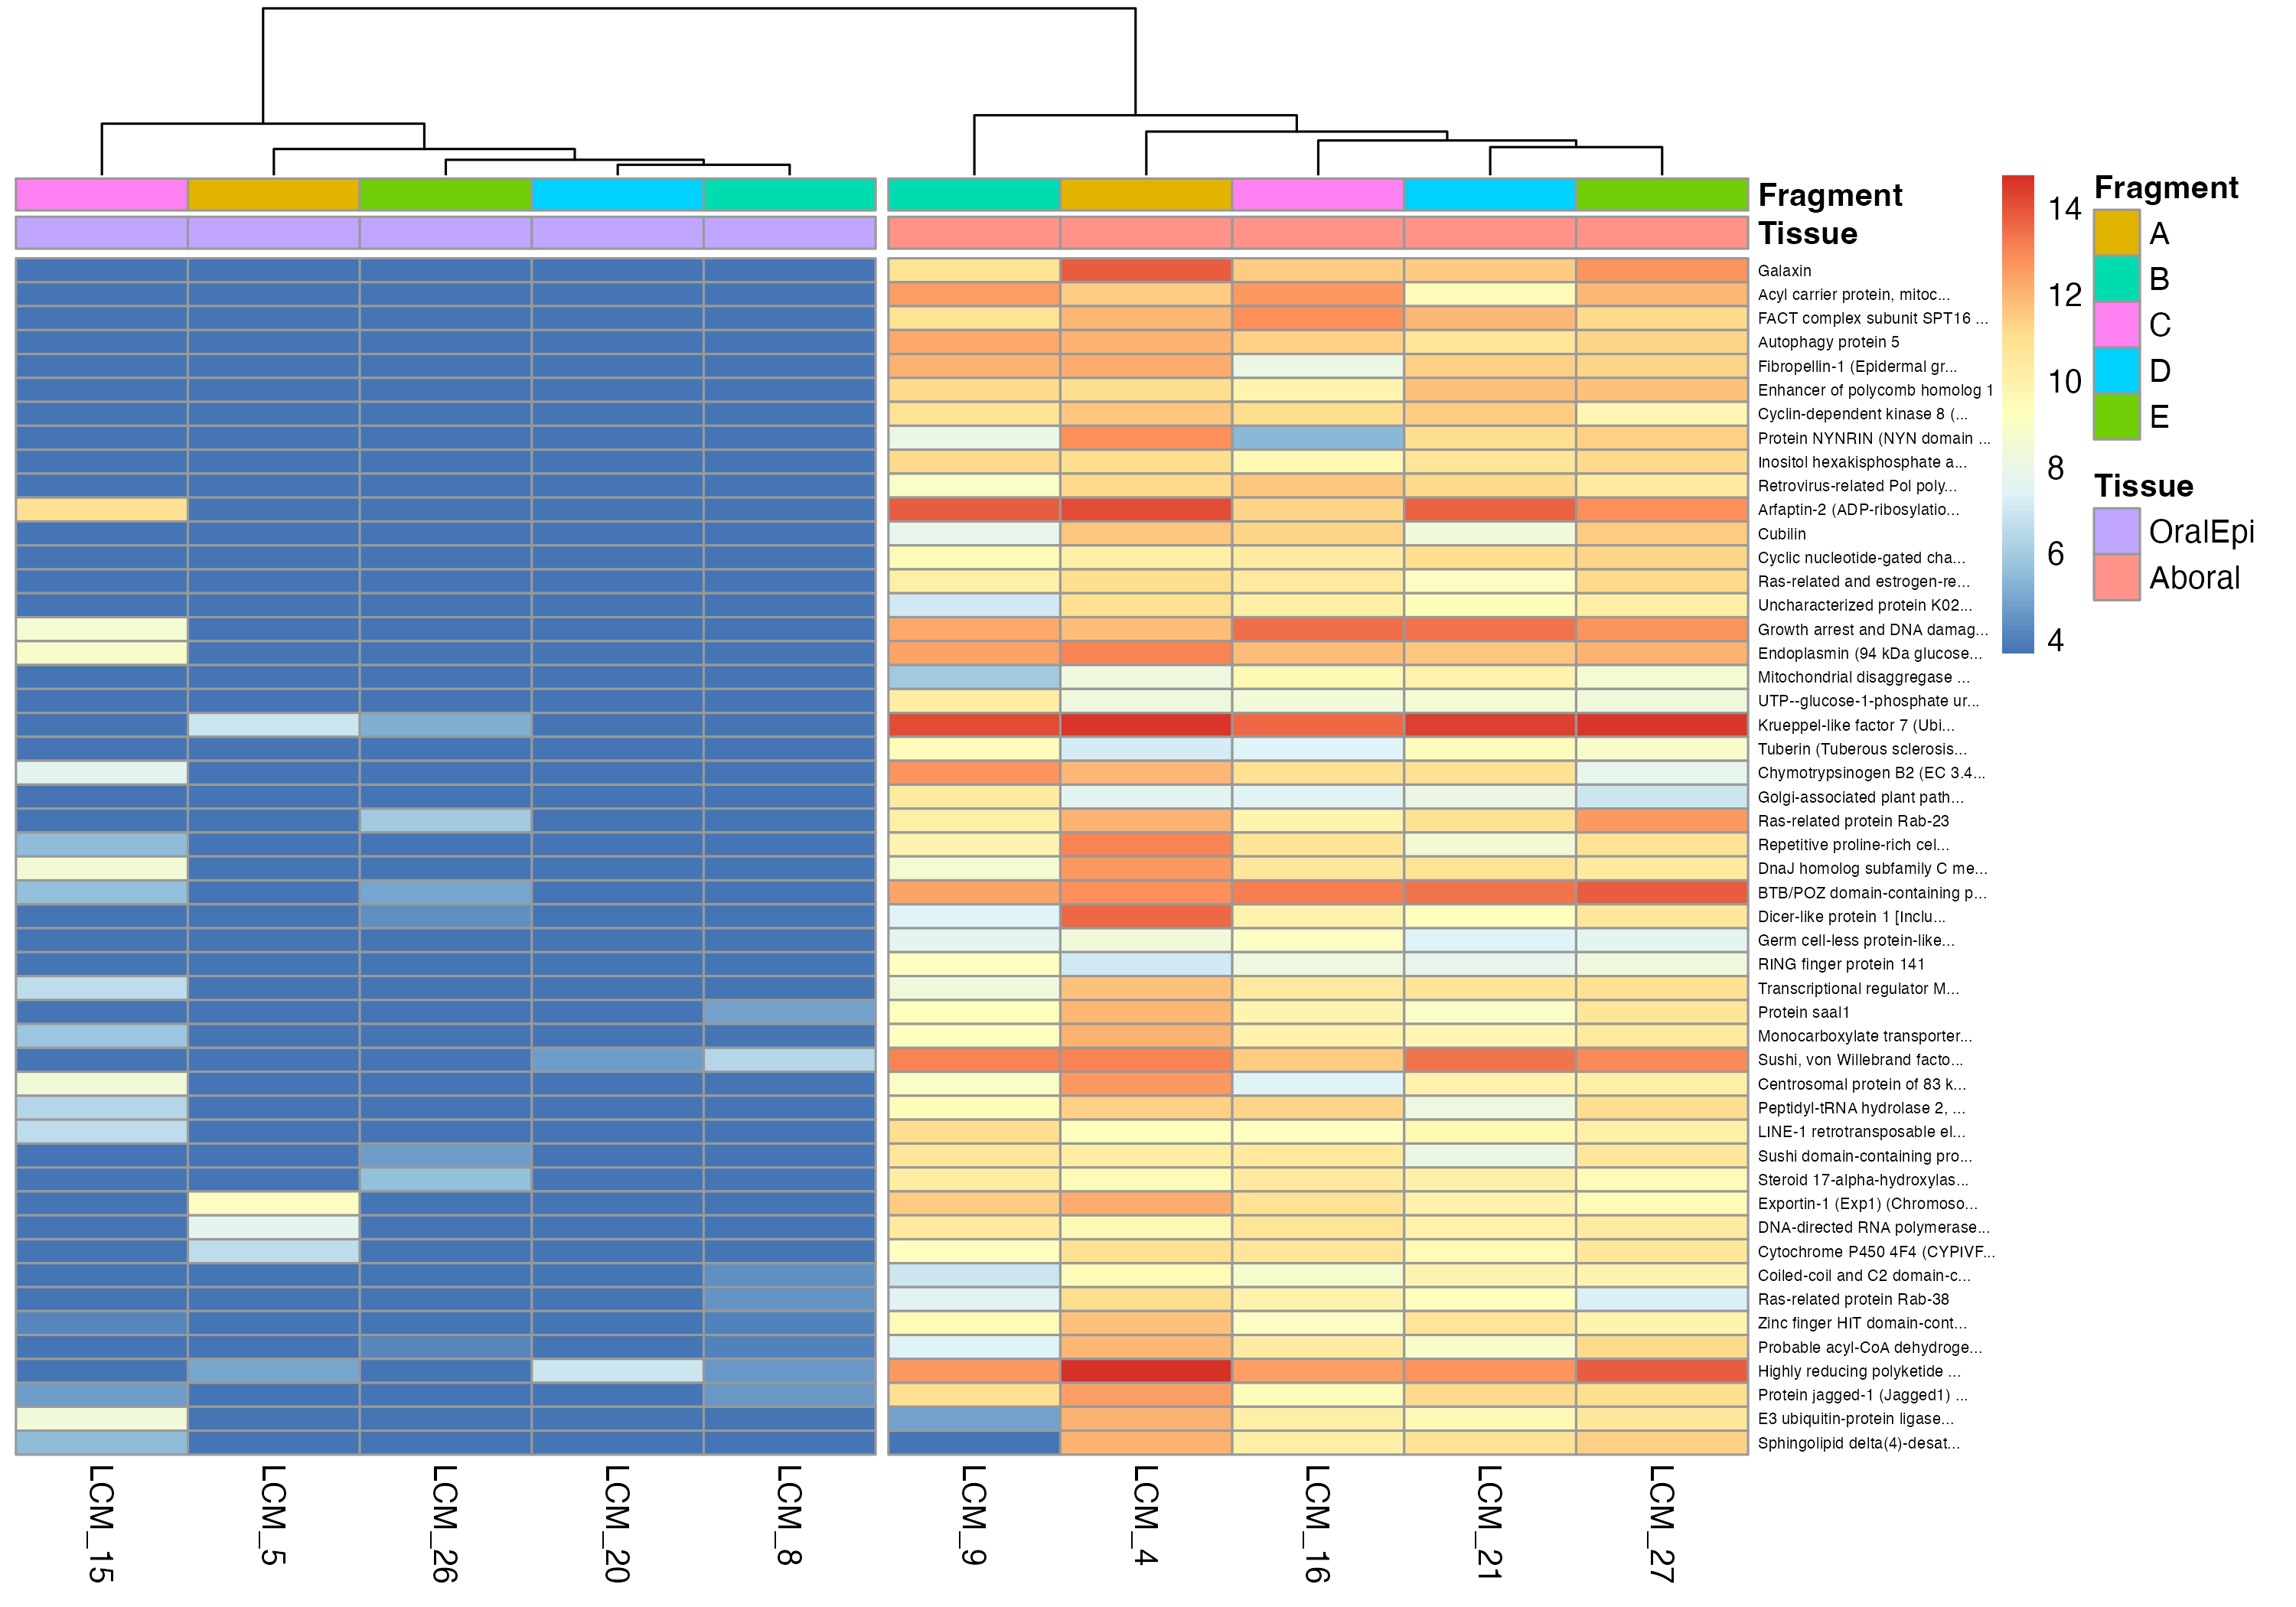 Fragment
Tissue
Galaxin
Acyl carrier protein, mitoc...
FACT complex subunit SPT16 ...
Autophagy protein 5
Fibropellin-1 (Epidermal gr...
Enhancer of polycomb homolog 1
Cyclin-dependent kinase 8 (...
Protein NYNRIN (NYN domain ...
Inositol hexakisphosphate a...
Retrovirus-related Pol poly...
Arfaptin-2 (ADP-ribosylatio...
Cubilin
Cyclic nucleotide-gated cha...
Ras-related and estrogen-re...
Uncharacterized protein K02...
Growth arrest and DNA damag...
Endoplasmin (94 kDa glucose...
Mitochondrial disaggregase ...
UTP--glucose-1-phosphate ur...
Krueppel-like factor 7 (Ubi...
Tuberin (Tuberous sclerosis...
Chymotrypsinogen B2 (EC 3.4...
Golgi-associated plant path...
Ras-related protein Rab-23
Repetitive proline-rich cel...
DnaJ homolog subfamily C me...
BTB/POZ domain-containing p...
Dicer-like protein 1 [Inclu...
Germ cell-less protein-like...
RING finger protein 141
Transcriptional regulator M...
Protein saal1
Monocarboxylate transporter...
Sushi, von Willebrand facto...
Centrosomal protein of 83 k...
Peptidyl-tRNA hydrolase 2, ...
LINE-1 retrotransposable el...
Sushi domain-containing pro...
Steroid 17-alpha-hydroxylas...
Exportin-1 (Exp1) (Chromoso...
DNA-directed RNA polymerase...
Cytochrome P450 4F4 (CYPIVF...
Coiled-coil and C2 domain-c...
Ras-related protein Rab-38
Zinc finger HIT domain-cont...
Probable acyl-CoA dehydroge...
Highly reducing polyketide ...
Protein jagged-1 (Jagged1) ...
E3 ubiquitin-protein ligase...
Sphingolipid delta(4)-desat...
LCM_15
LCM_5
LCM_26
LCM_20
LCM_8
LCM_9
LCM_4
LCM_16
LCM_21
LCM_27
14
12
10
8
6
4
Fragment
A
B
C
D
E
Tissue
OralEpi
Aboral